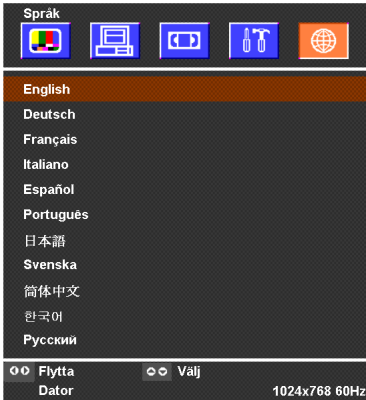 Språk
English
Deutsch
Français
Italiano
Español
Português
日本語
Svenska
简体中文
한국어
Русский
Flytta Välj
Dator 1024x768 60Hz